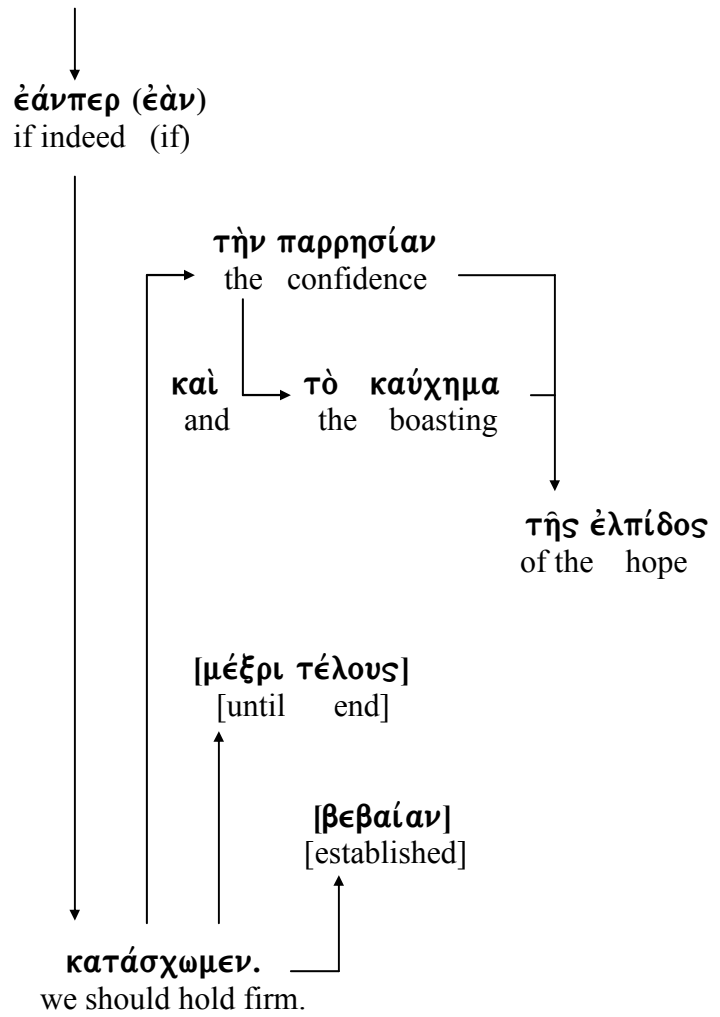 ἐάνπερ (ἐὰν)
if indeed (if)
τὴν παρρησίαν
the confidence
καὶ τὸ καύχημα
and the boasting
τῆς ἐλπίδος
of the hope
[μέξρι τέλους]
[until end]
[βεβαίαν]
[established]
κατάσχωμεν.
we should hold firm.